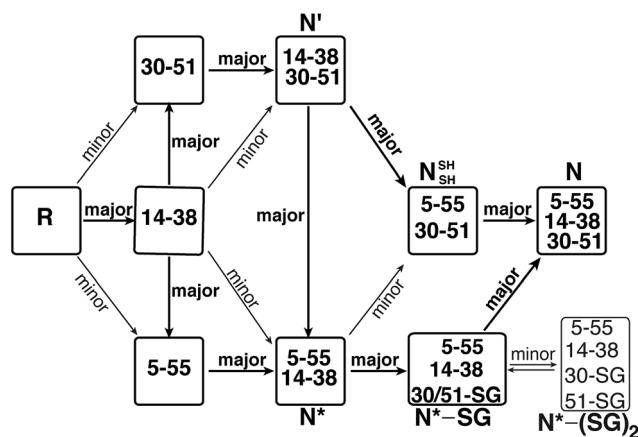 N'
30-51
major
14-38
30-51
minor
major
minor
major
N SH SH
N
R
major
14-38
major
5-55
30-51
major
5-55
14-38
30-51
minor
major
minor
minor
major
5-55
major
5-55
14-38
major
5-55
14-38
30/51-SG
minor
5-55
14-38
30-SG
51-SG
N*
N*–SG
N*–(SG)2